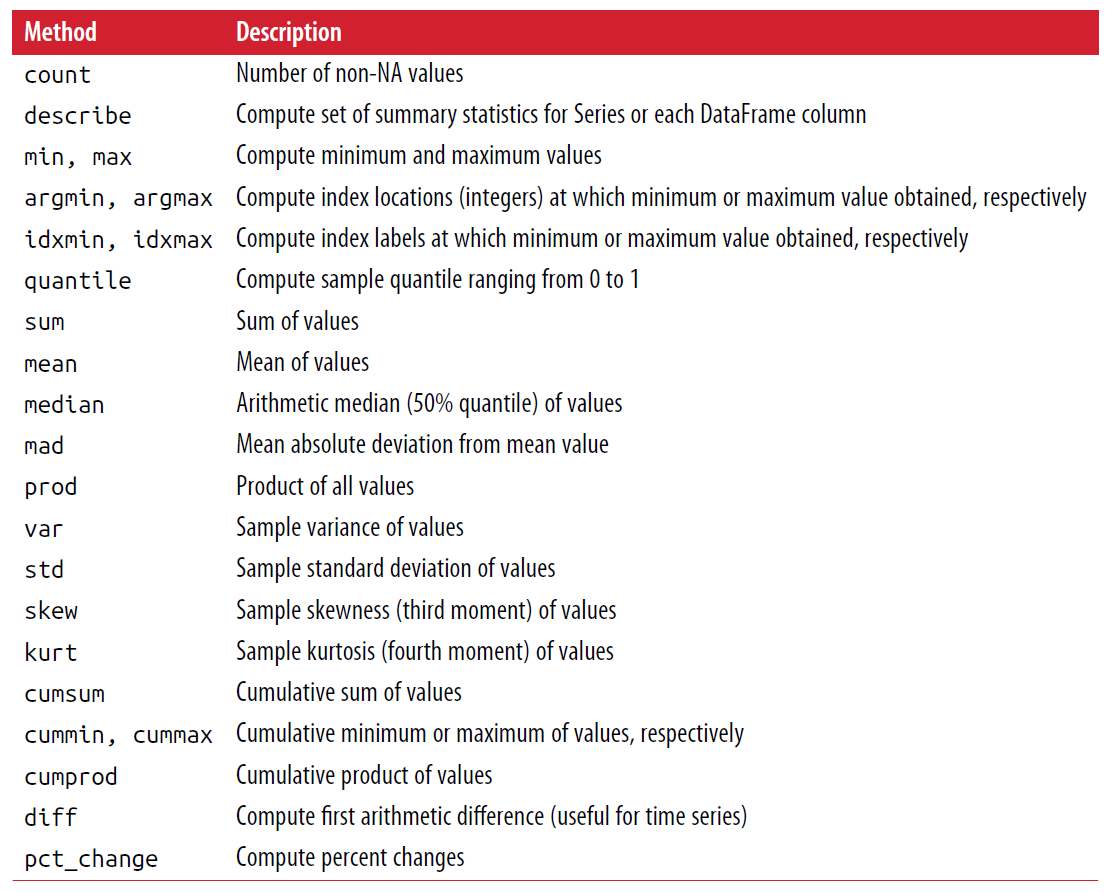 Method Description
count Number of non-NA values
describe Compute set of summary statistics for Series or each DataFrame column
min, max Compute minimum and maximum values
argmin, argmax Compute index locations (integers) at which minimum or maximum value obtained, respectively
idxmin, idxmax Compute index labels at which minimum or maximum value obtained, respectively
quantile Compute sample quantile ranging from 0 to 1
sum Sum of values
mean Mean of values
median Arithmetic median (50% quantile) of values
mad Mean absolute deviation from mean value
prod Product of all values
var Sample variance of values
std Sample standard deviation of values
skew Sample skewness (third moment) of values
kurt Sample kurtosis (fourth moment) of values
cumsum Cumulative sum of values
cummin, cummax Cumulative minimum or maximum of values, respectively
cumprod Cumulative product of values
diff Compute first arithmetic difference (useful for time series)
pct_change Compute percent changes